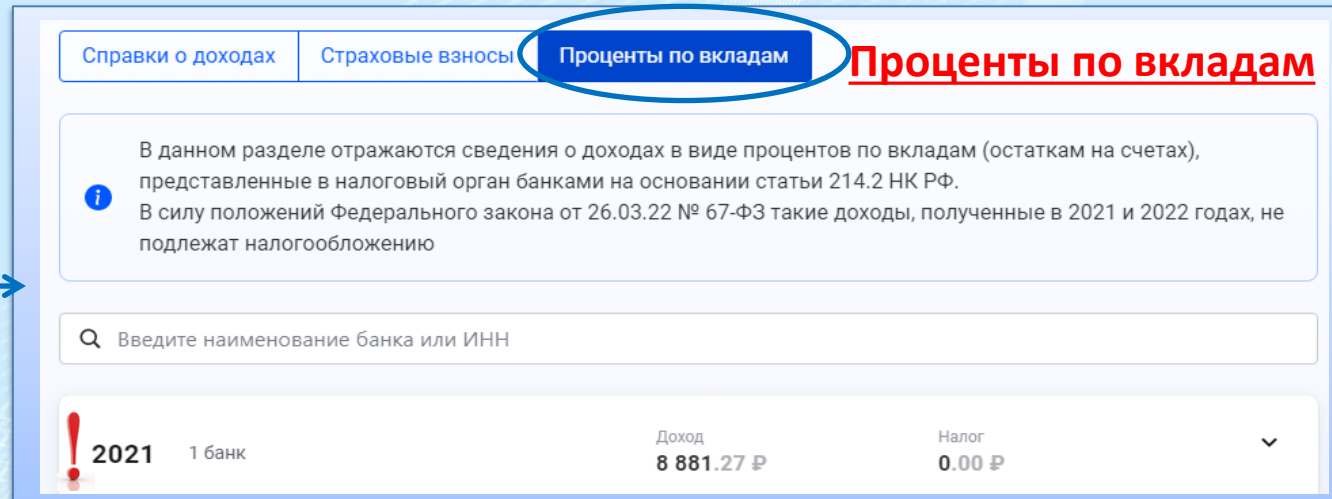 Справки о доходах Страховые взносы Проценты по вкладам Проценты по вкладам
В данном разделе отражаются сведения о доходах в виде процентов по вкладам (остаткам на счетах),
представленные в налоговый орган банками на основании статьи 214.2 НК РФ.
В силу положений Федерального закона от 26.03.22 № 67-ФЗ такие доходы, полученные в 2021 и 2022 годах, не
подлежат налогообложению
Введите наименование банка или ИНН
Доход Налог
2021 1 банк 8 881.27 ₽ 0.00 ₽